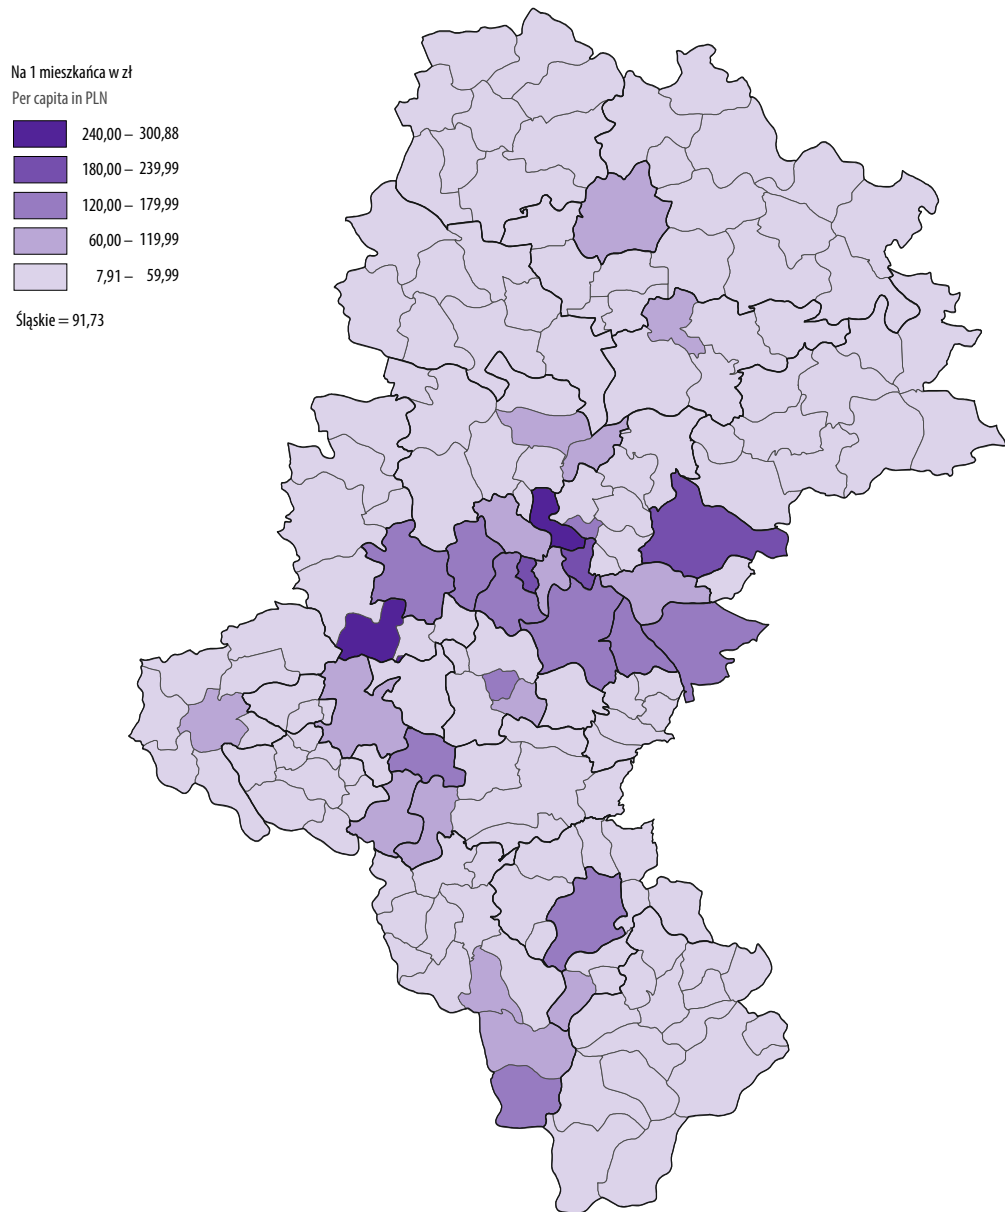 Na 1 mieszkańca w zł
Per capita in PLN
240,00 – 300,88
180,00 – 239,99
120,00 – 179,99
60,00 – 119,99
7,91 – 59,99
Śląskie = 91,73